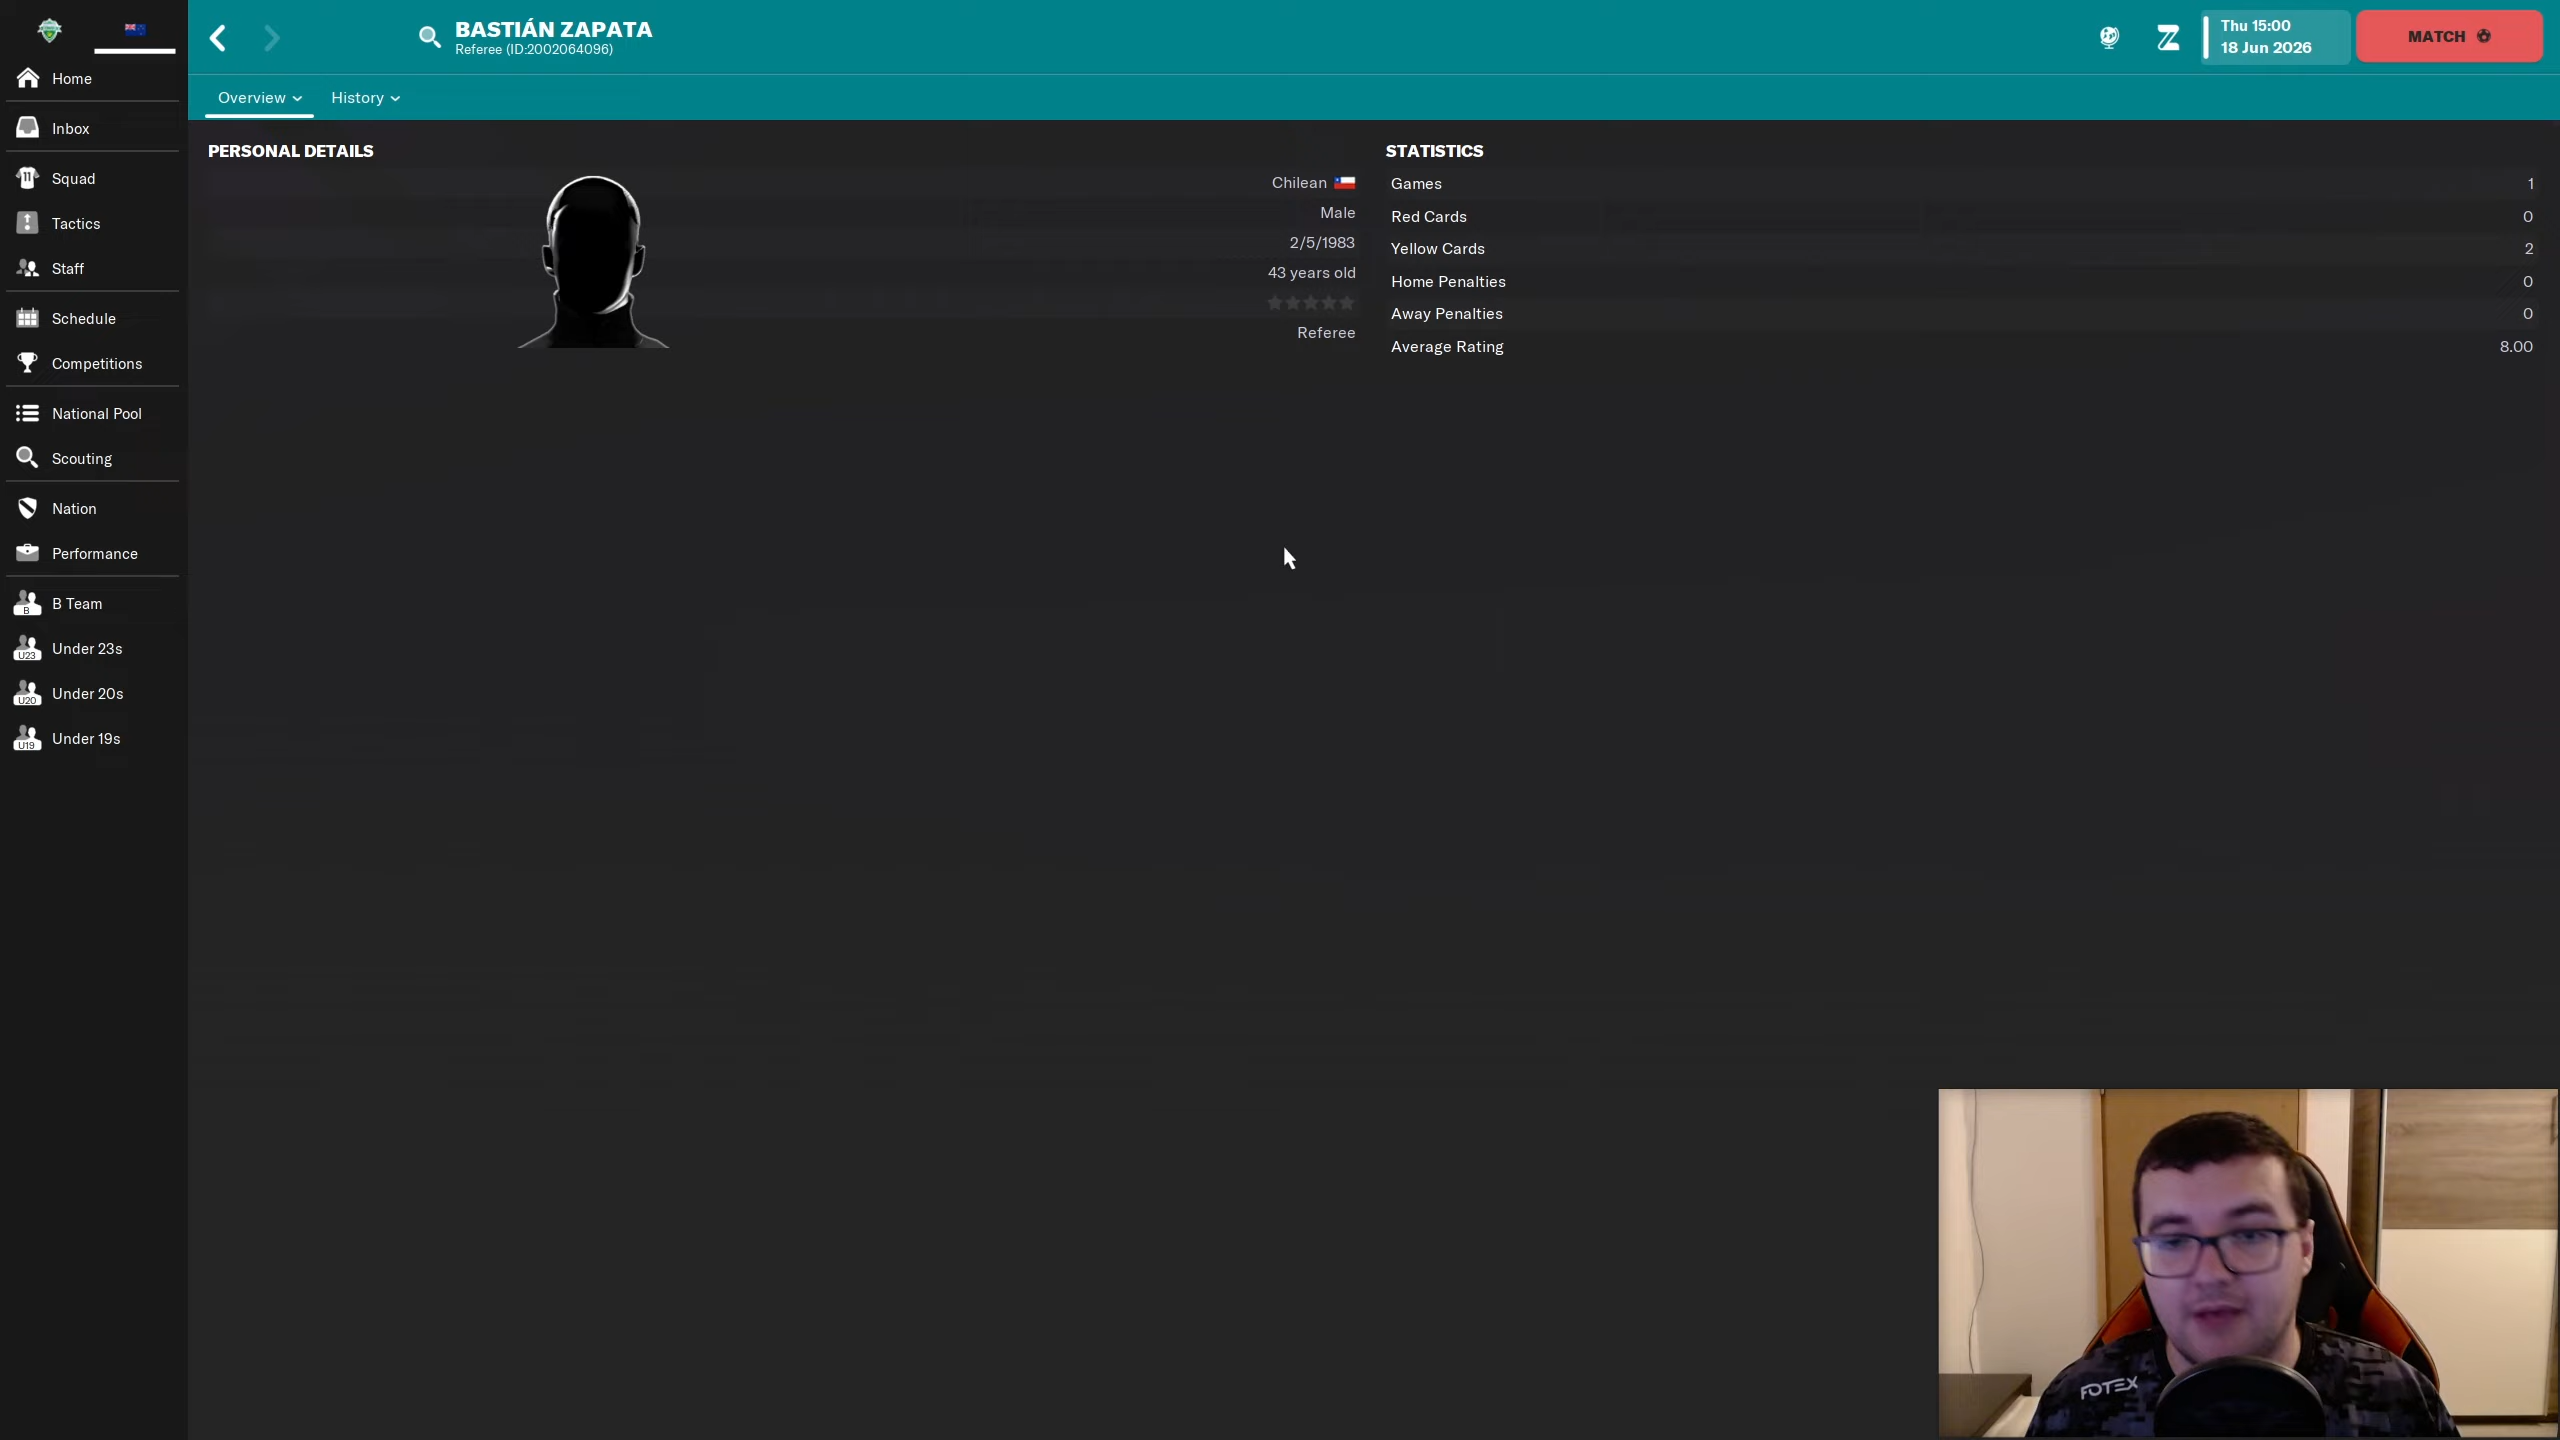 BASTIÁN ZAPATA
Referee (ID:2002064096)
Thu 15:00
18 Jun 2026
MATCH
Overview
History
Home
Inbox
Squad
Tactics
Staff
Schedule
Competitions
National Pool
Scouting
Nation
Performance
B
B Team
U23
Under 23s
U20
Under 20s
U19
Under 19s
PERSONAL DETAILS
Chilean
Male
2/5/1983
43 years old
Referee
STATISTICS
Games 1
Red Cards 0
Yellow Cards 2
Home Penalties 0
Away Penalties 0
Average Rating 8.00
FOTEX